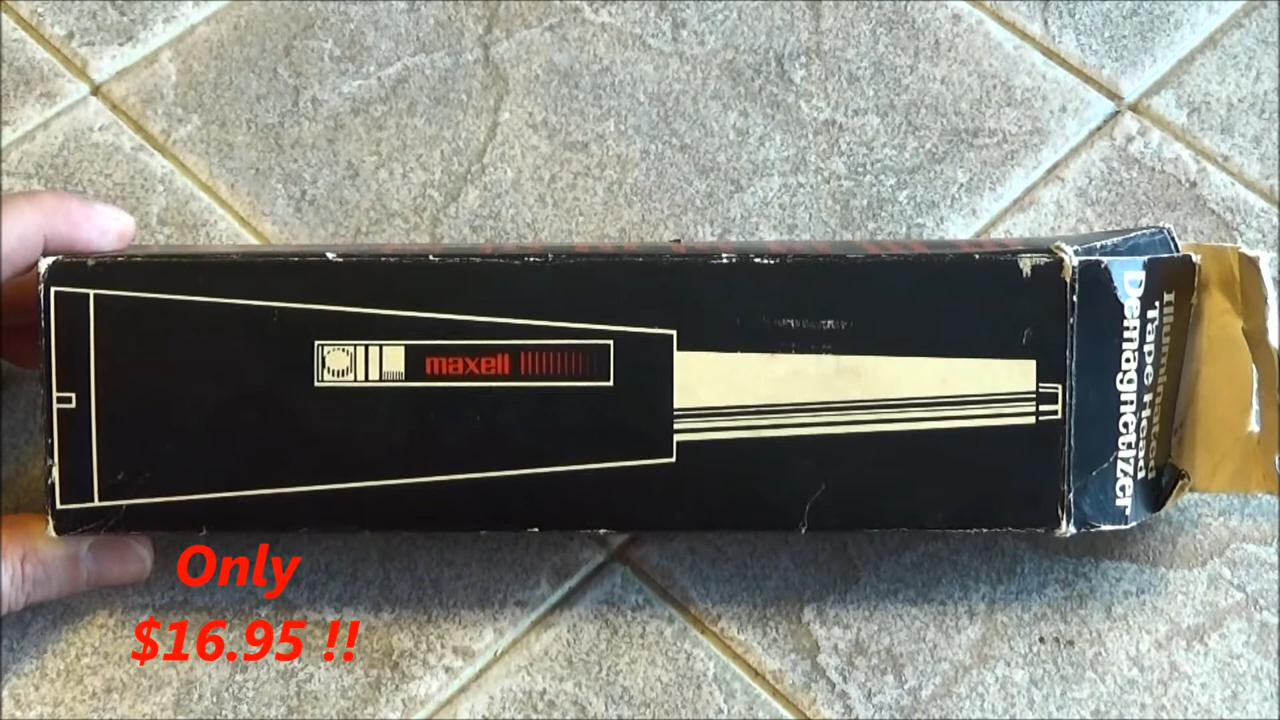 maxell
Illuminated
Tape Head
Demagnetizer
Only
$16.95 !!